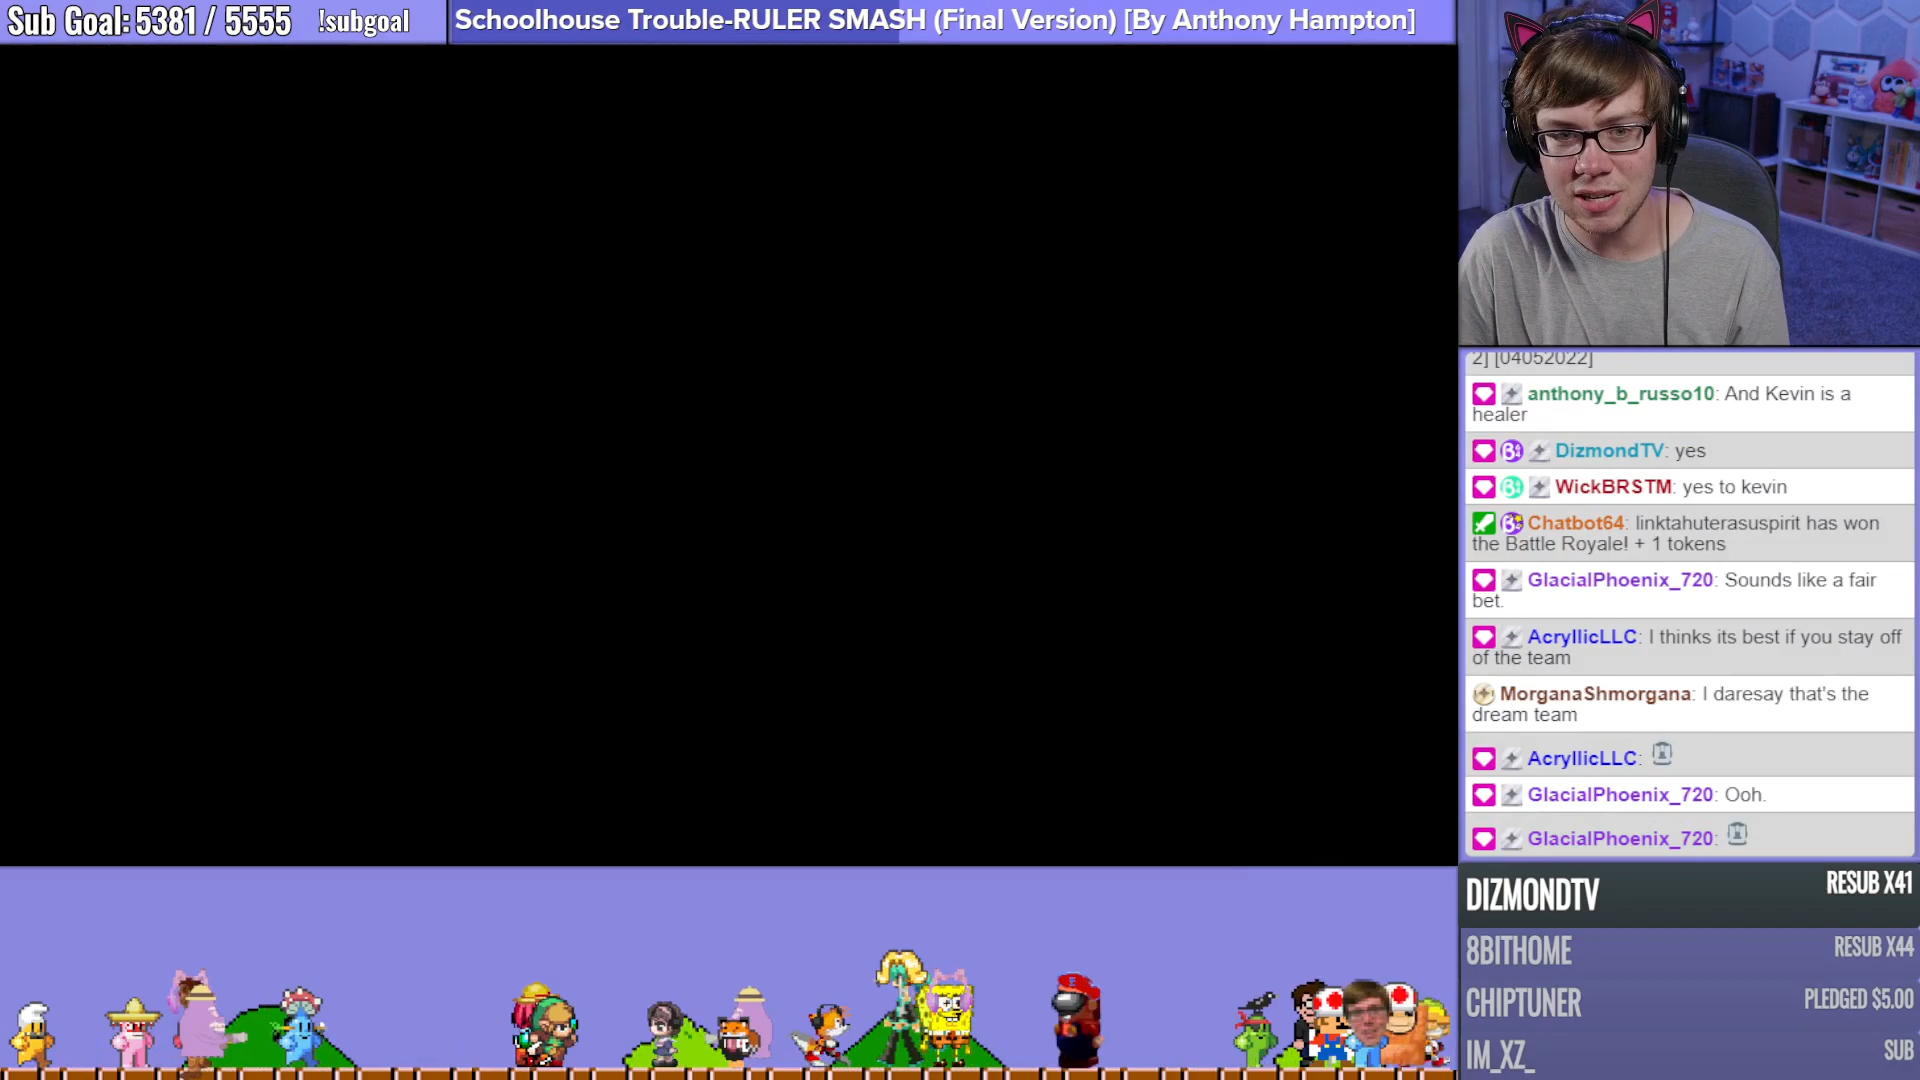 Sub Goal: 5381 / 5555 !subgoal
Schoolhouse Trouble-RULER SMASH (Final Version) [By Anthony Hampton]
2] [04052022]
anthony_b_russo10: And Kevin is a
healer
DizmondTV: yes
WickBRSTM: yes to kevin
Chatbot64: linktahuterasuspirit has won
the Battle Royale! + 1 tokens
GlacialPhoenix_720: Sounds like a fair
bet.
AcryllicLLC: I thinks its best if you stay off
of the team
MorganaShmorgana: I daresay that's the
dream team
AcryllicLLC:
GlacialPhoenix_720: Ooh.
GlacialPhoenix_720:
DIZMONDTV RESUB X41
8BITHOME RESUB X44
CHIPTUNER PLEDGED $5.00
IM_XZ_ SUB